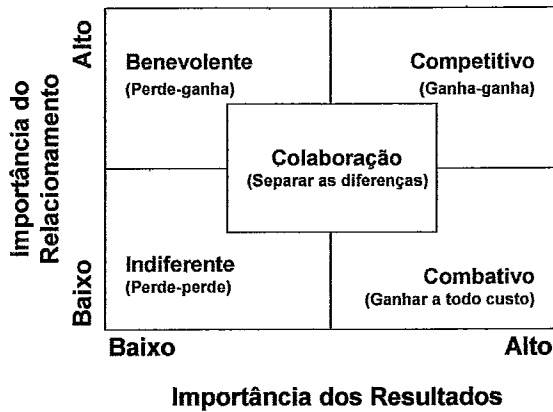 Importância do
Relacionamento
Alto
Baixo
Benevolente
(Perde-ganha)
Competitivo
(Ganha-ganha)
Colaboração
(Separar as diferenças)
Indiferente
(Perde-perde)
Combativo
(Ganhar a todo custo)
Baixo
Alto
Importância dos Resultados